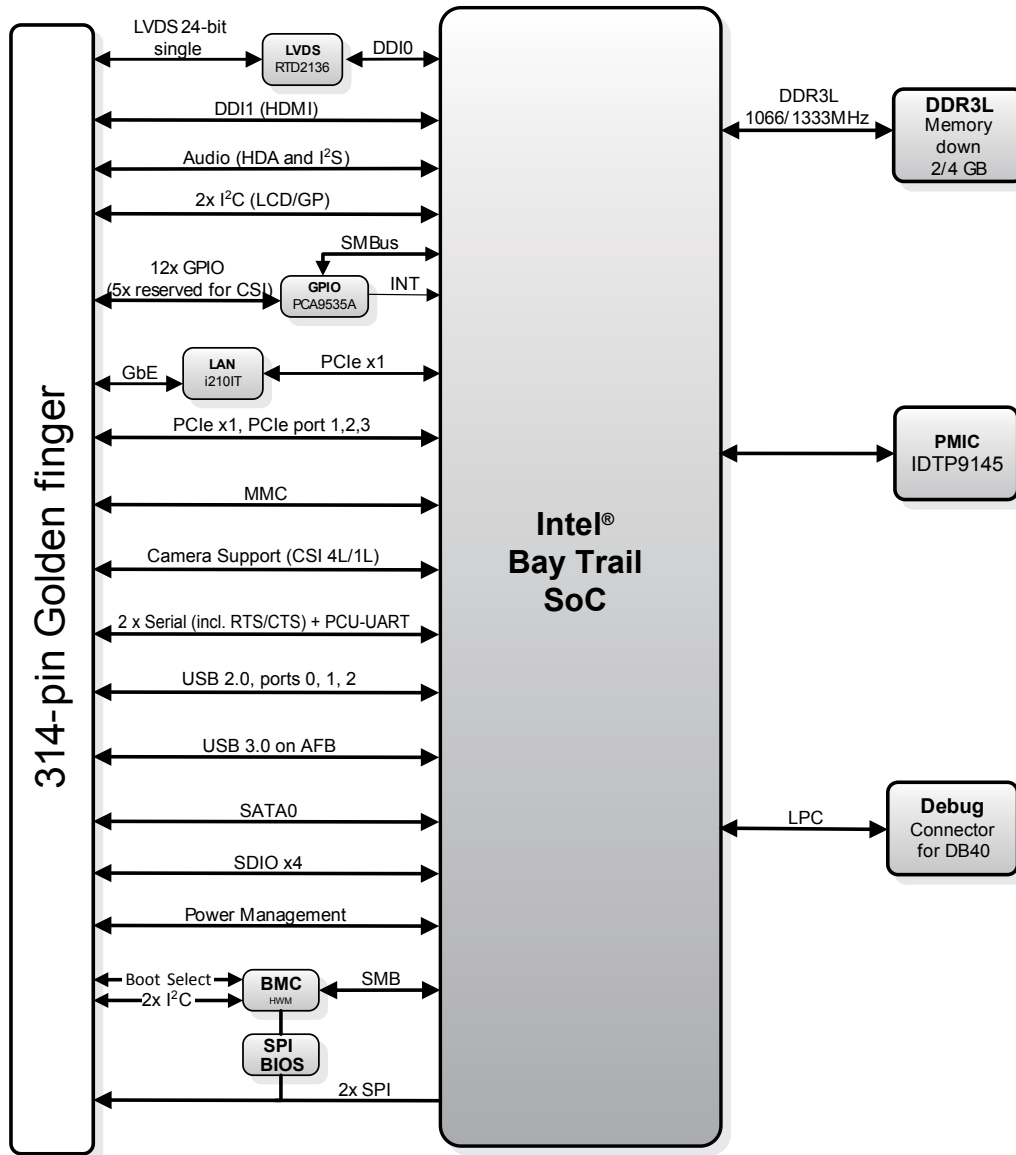 LVDS 24-bit
single
LVDS
RTD2136
DDI0
DDI1 (HDMI)
Audio (HDA and I²S)
2x I²C (LCD/GP)
SMBus
12x GPIO
(5x reserved for CSI)
GPIO
PCA9535A
INT
LAN
i210IT
PCIe x1
GbE
PCIe x1, PCIe port 1,2,3
MMC
Camera Support (CSI 4L/1L)
2 x Serial (incl. RTS/CTS) + PCU-UART
USB 2.0, ports 0, 1, 2
USB 3.0 on AFB
SATA0
SDIO x4
Power Management
Boot Select
2x I²C
BMC
HWM
SMB
SPI
BIOS
2x SPI
314-pin Golden finger
Intel®
Bay Trail
SoC
DDR3L
1066/1333MHz
DDR3L
Memory
down
2/4 GB
PMIC
IDTP9145
LPC
Debug
Connector
for DB40